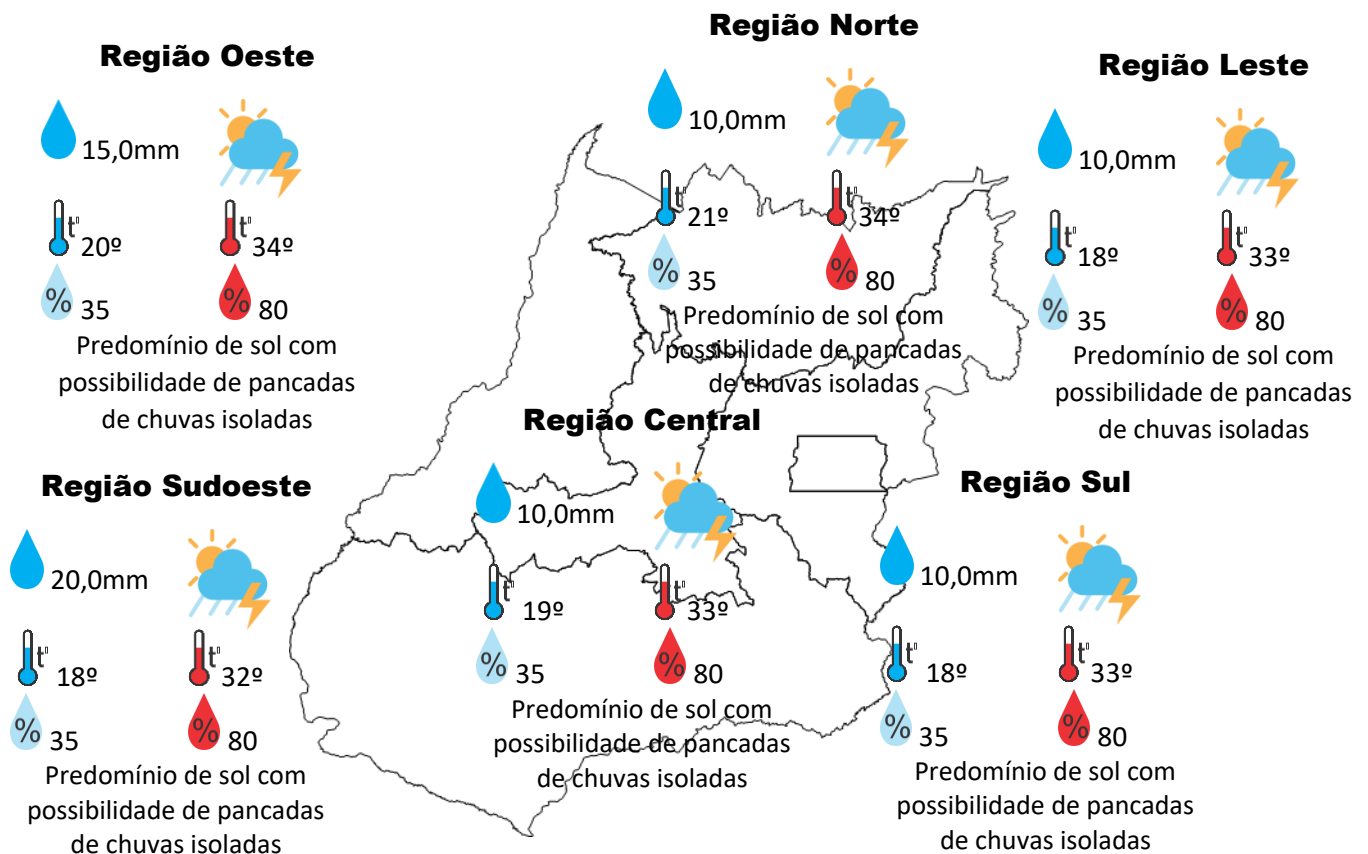 Região Oeste
15,0mm
t°
20º
34º
% 35
% 80
Predomínio de sol com
possibilidade de pancadas
de chuvas isoladas
Região Norte
10,0mm
t°
21º
t°
34º
% 35
% 80
Predomínio de sol com
possibilidade de pancadas
de chuvas isoladas
Região Leste
10,0mm
t°
18º
t°
33º
% 35
% 80
Predomínio de sol com
possibilidade de pancadas
de chuvas isoladas
Região Central
10,0mm
t°
19º
t°
33º
% 35
% 80
Predomínio de sol com
possibilidade de pancadas
de chuvas isoladas
Região Sudoeste
20,0mm
t°
18º
t°
32º
% 35
% 80
Predomínio de sol com
possibilidade de pancadas
de chuvas isoladas
Região Sul
10,0mm
t°
18º
t°
33º
% 35
% 80
Predomínio de sol com
possibilidade de pancadas
de chuvas isoladas